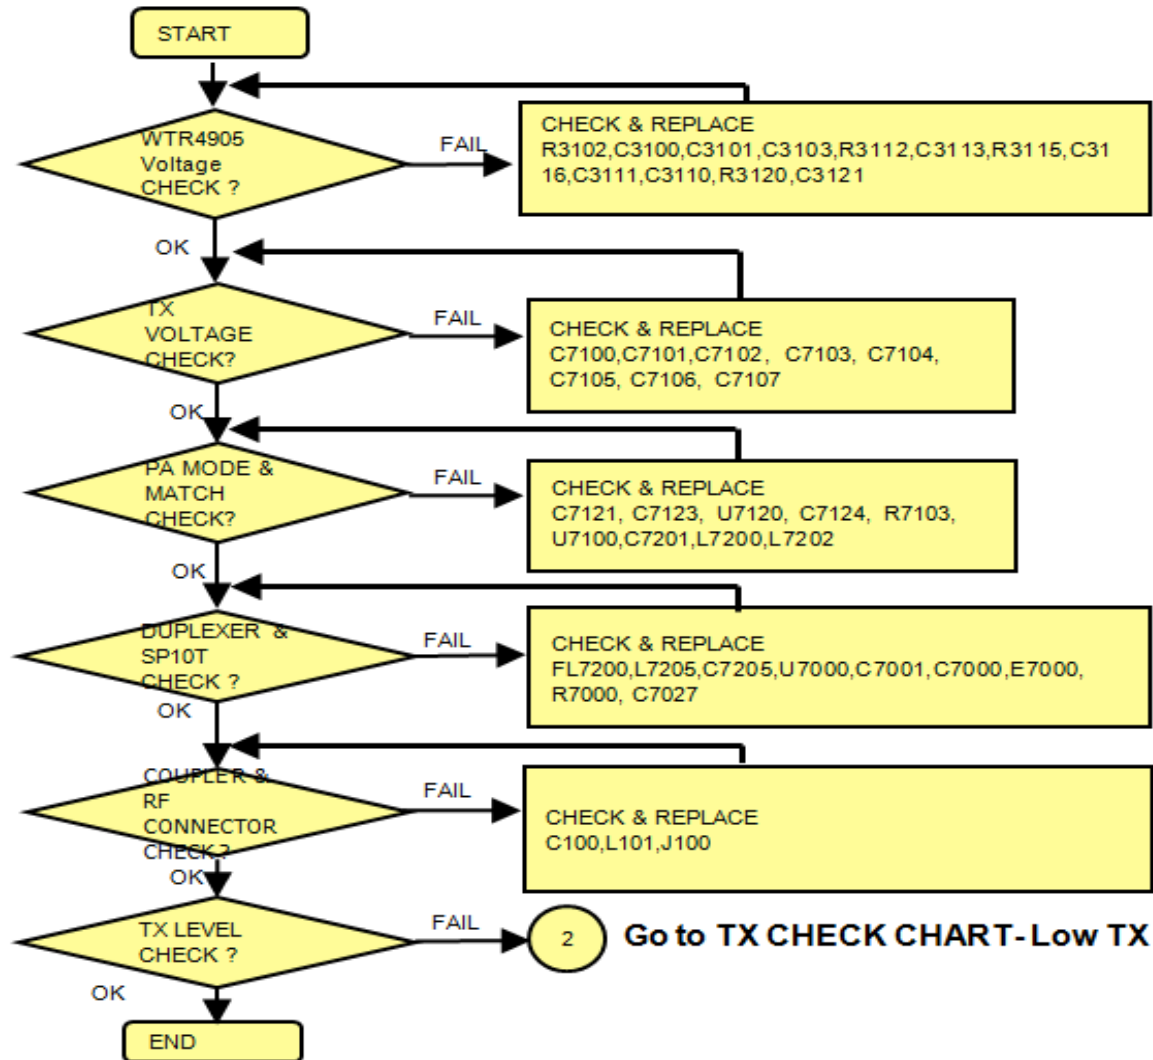 START
WTR4905
Voltage
CHECK ?
FAIL
CHECK & REPLACE
R3102,C3100,C3101,C3103,R3112,C3113,R3115,C31
16,C3111,C3110,R3120,C3121
OK
TX
VOLTAGE
CHECK?
FAIL
CHECK & REPLACE
C7100,C7101,C7102, C7103, C7104,
C7105, C7106, C7107
OK
PA MODE &
MATCH
CHECK?
FAIL
CHECK & REPLACE
C7121, C7123, U7120, C7124, R7103,
U7100,C7201,L7200,L7202
OK
DUPLEXER &
SP10T
CHECK ?
FAIL
CHECK & REPLACE
FL7200,L7205,C7205,U7000,C7001,C7000,E7000,
R7000, C7027
OK
COUPLER &
RF
CONNECTOR
CHECK?
FAIL
CHECK & REPLACE
C100,L101,J100
OK
TX LEVEL
CHECK ?
FAIL
2
Go to TX CHECK CHART-Low TX
OK
END